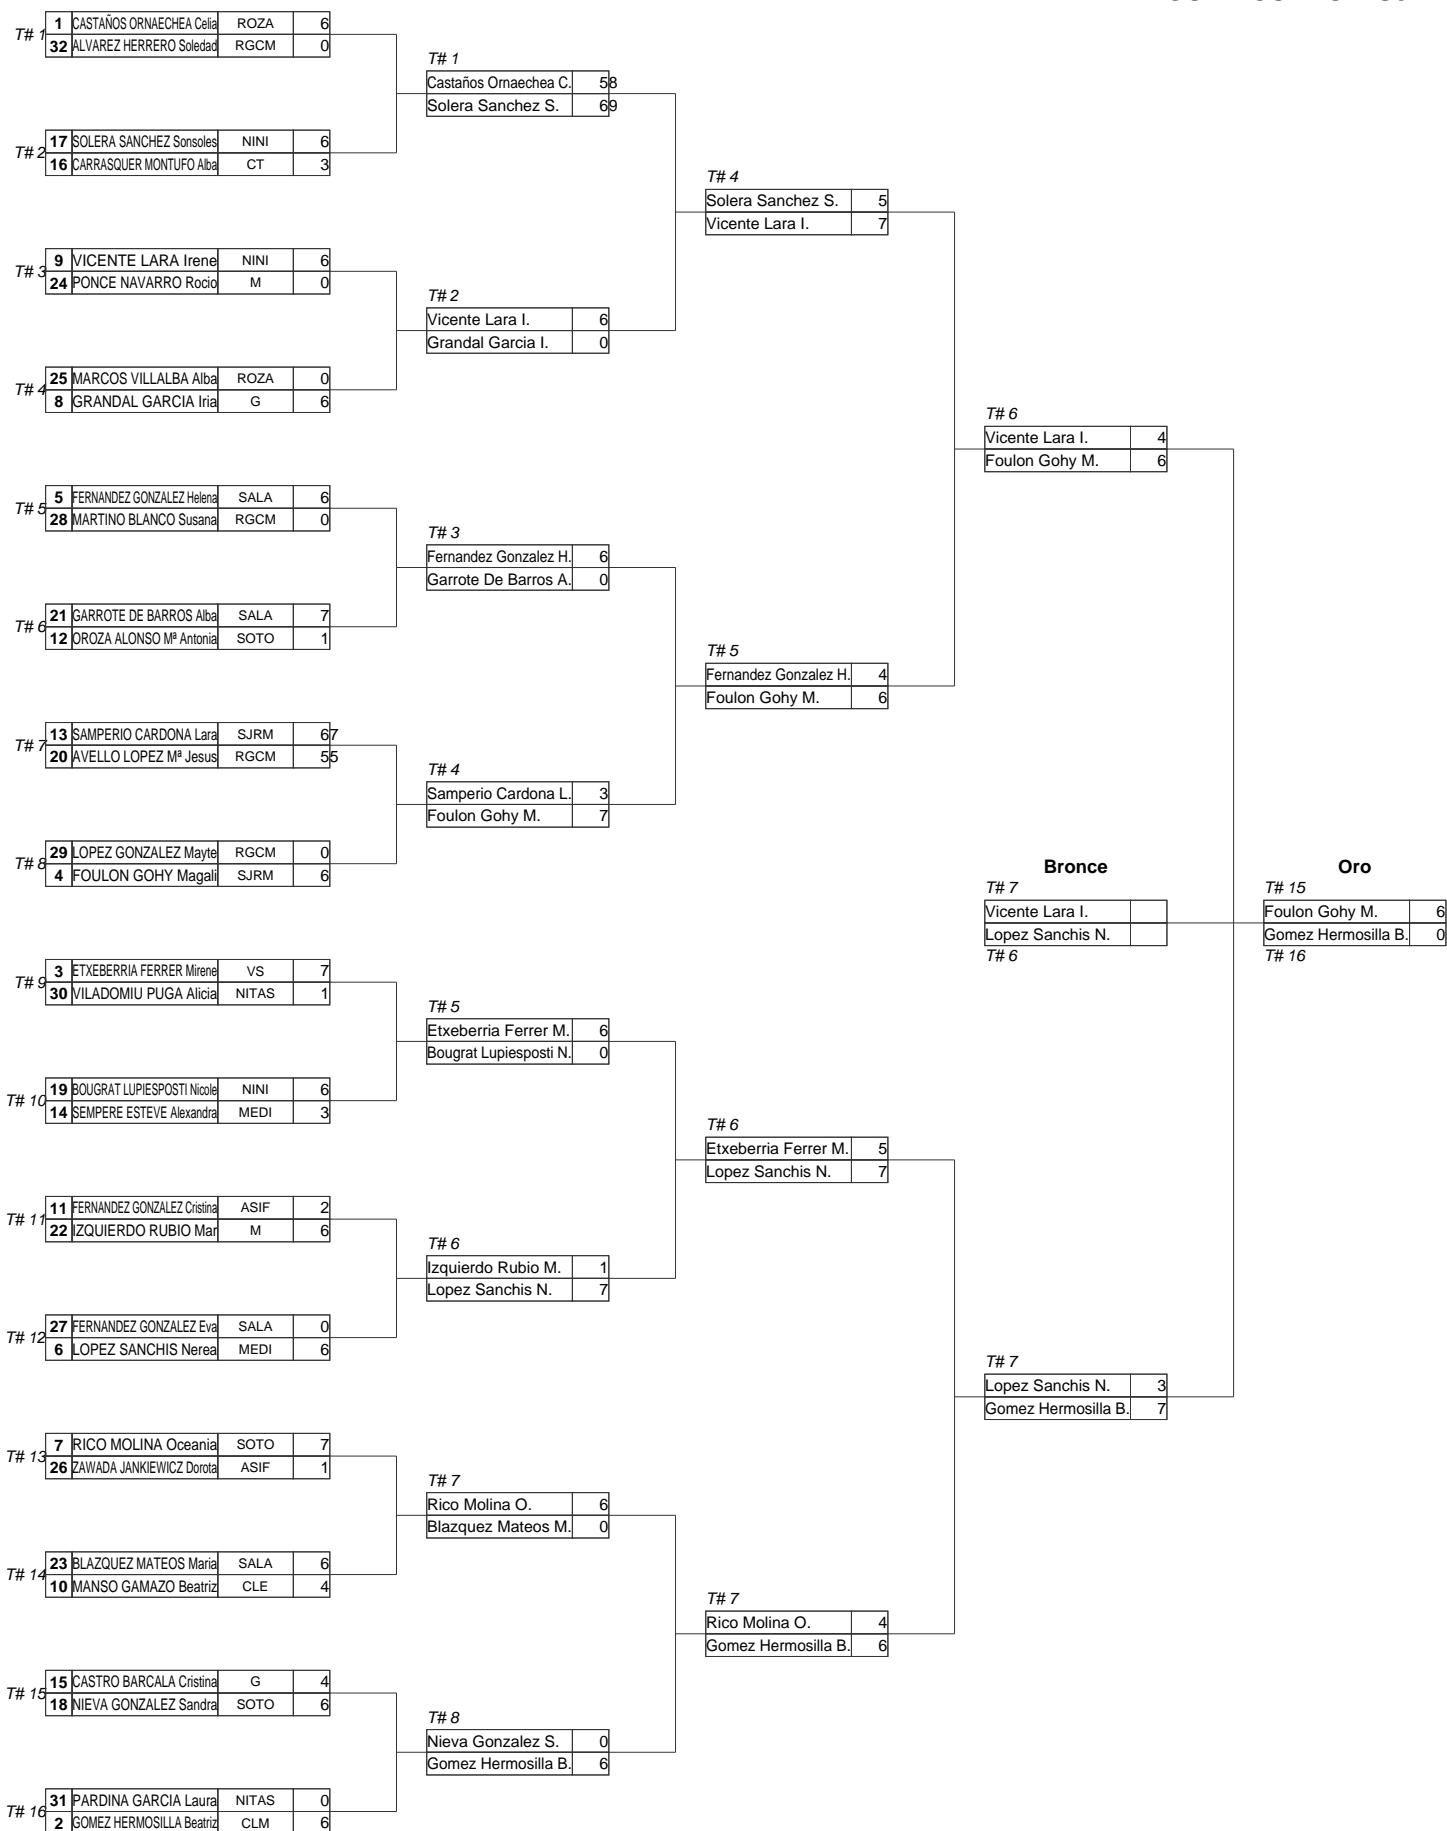 T# 1
1 CASTAÑOS ORNAECHEA Celia ROZA 6
32 ALVAREZ HERRERO Soledad RGCM 0
T# 2
17 SOLERA SANCHEZ Sonsoles NINI 6
16 CARRASQUER MONTUFO Alba CT 3
T# 3
9 VICENTE LARA Irene NINI 6
24 PONCE NAVARRO Rocio M 0
T# 4
25 MARCOS VILLALBA Alba ROZA 0
8 GRANDAL GARCIA Iria G 6
T# 5
5 FERNANDEZ GONZALEZ Helena SALA 6
28 MARTINO BLANCO Susana RGCM 0
T# 6
21 GARROTE DE BARROS Alba SALA 7
12 OROZA ALONSO Mª Antonia SOTO 1
T# 7
13 SAMPERIO CARDONA Lara SJRM 67
20 AVELLO LOPEZ Mª Jesus RGCM 55
T# 8
29 LOPEZ GONZALEZ Mayte RGCM 0
4 FOULON GOHY Magali SJRM 6
T# 9
3 ETXEBERRIA FERRER Mirene VS 7
30 VILADOMIU PUGA Alicia NITAS 1
T# 10
19 BOUGRAT LUPIESPOSTI Nicole NINI 6
14 SEMPERE ESTEVE Alexandra MEDI 3
T# 11
11 FERNANDEZ GONZALEZ Cristina ASIF 2
22 IZQUIERDO RUBIO Mar M 6
T# 12
27 FERNANDEZ GONZALEZ Eva SALA 0
6 LOPEZ SANCHIS Nerea MEDI 6
T# 13
7 RICO MOLINA Oceania SOTO 7
26 ZAWADA JANKIEWICZ Dorota ASIF 1
T# 14
23 BLAZQUEZ MATEOS Maria SALA 6
10 MANSO GAMAZO Beatriz CLE 4
T# 15
15 CASTRO BARCALA Cristina G 4
18 NIEVA GONZALEZ Sandra SOTO 6
T# 16
31 PARDINA GARCIA Laura NITAS 0
2 GOMEZ HERMOSILLA Beatriz CLM 6
T# 1
Castaños Ornaechea C. 58
Solera Sanchez S. 69
T# 2
Vicente Lara I. 6
Grandal Garcia I. 0
T# 3
Fernandez Gonzalez H. 6
Garrote De Barros A. 0
T# 4
Samperio Cardona L. 3
Foulon Gohy M. 7
T# 5
Etxeberria Ferrer M. 6
Bougrat Lupiesposti N. 0
T# 6
Izquierdo Rubio M. 1
Lopez Sanchis N. 7
T# 7
Rico Molina O. 6
Blazquez Mateos M. 0
T# 8
Nieva Gonzalez S. 0
Gomez Hermosilla B. 6
T# 4
Solera Sanchez S. 5
Vicente Lara I. 7
T# 5
Fernandez Gonzalez H. 4
Foulon Gohy M. 6
T# 6
Etxeberria Ferrer M. 5
Lopez Sanchis N. 7
T# 7
Rico Molina O. 4
Gomez Hermosilla B. 6
T# 6
Vicente Lara I. 4
Foulon Gohy M. 6
T# 7
Lopez Sanchis N. 3
Gomez Hermosilla B. 7
Bronce
T# 7
Vicente Lara I.
Lopez Sanchis N.
T# 6
Oro
T# 15
Foulon Gohy M. 6
Gomez Hermosilla B. 0
T# 16